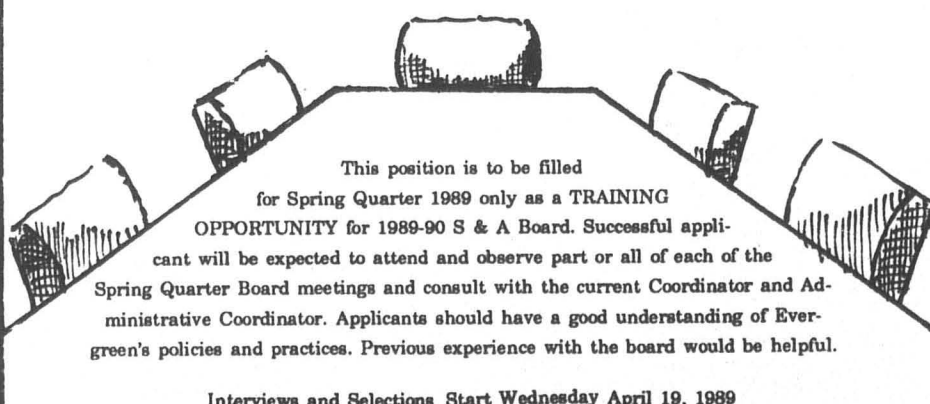 This position is to be filled
for Spring Quarter 1989 only as a TRAINING
OPPORTUNITY for 1989-90 S & A Board. Successful appli-
cant will be expected to attend and observe part or all of each of the
Spring Quarter Board meetings and consult with the current Coordinator and Ad-
ministrative Coordinator. Applicants should have a good understanding of Ever-
green's policies and practices. Previous experience with the board would be helpful.
Interviews and Selections Start Wednesday April 19, 1989